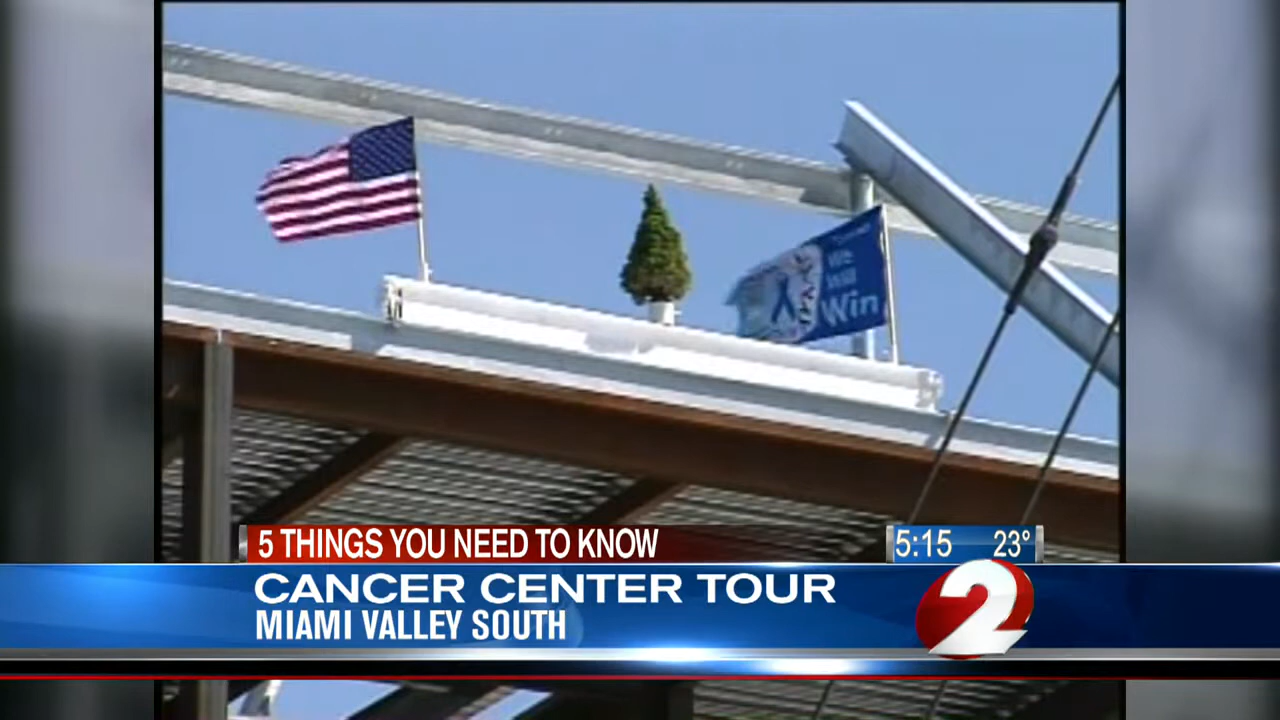 We
Will
Win
5 THINGS YOU NEED TO KNOW
5:15 23°
CANCER CENTER TOUR
MIAMI VALLEY SOUTH
2